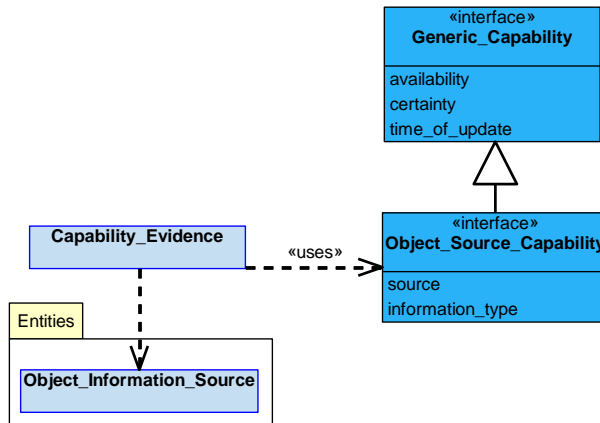 «interface»
Generic_Capability
availability
certainty
time_of_update
«interface»
Object_Source_Capability
source
information_type
Capability_Evidence
«uses»
Entities
Object_Information_Source